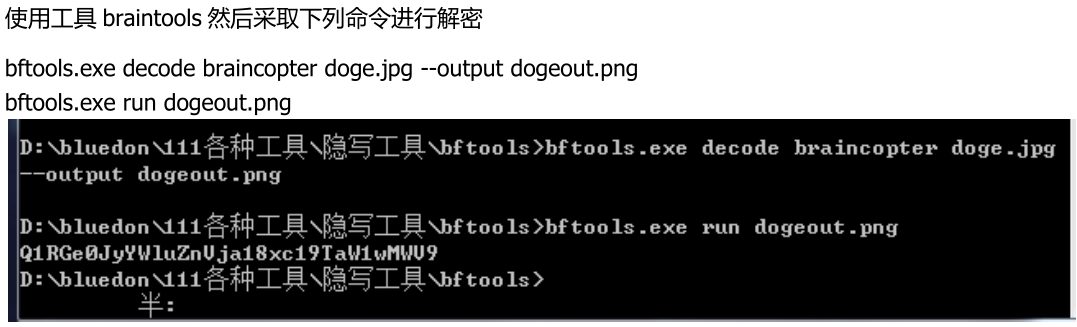 使用工具 braintools 然后采取下列命令进行解密
bftools.exe decode braincopter doge.jpg --output dogeout.png
bftools.exe run dogeout.png
D:\bluedon\111各种工具\隐写工具\bftools>bftools.exe decode braincopter doge.jpg
--output dogeout.png
D:\bluedon\111各种工具\隐写工具\bftools>bftools.exe run dogeout.png
Q1RGe0JyYWluZnVja18xc19TaW1wMWV9
D:\bluedon\111各种工具\隐写工具\bftools>
半: